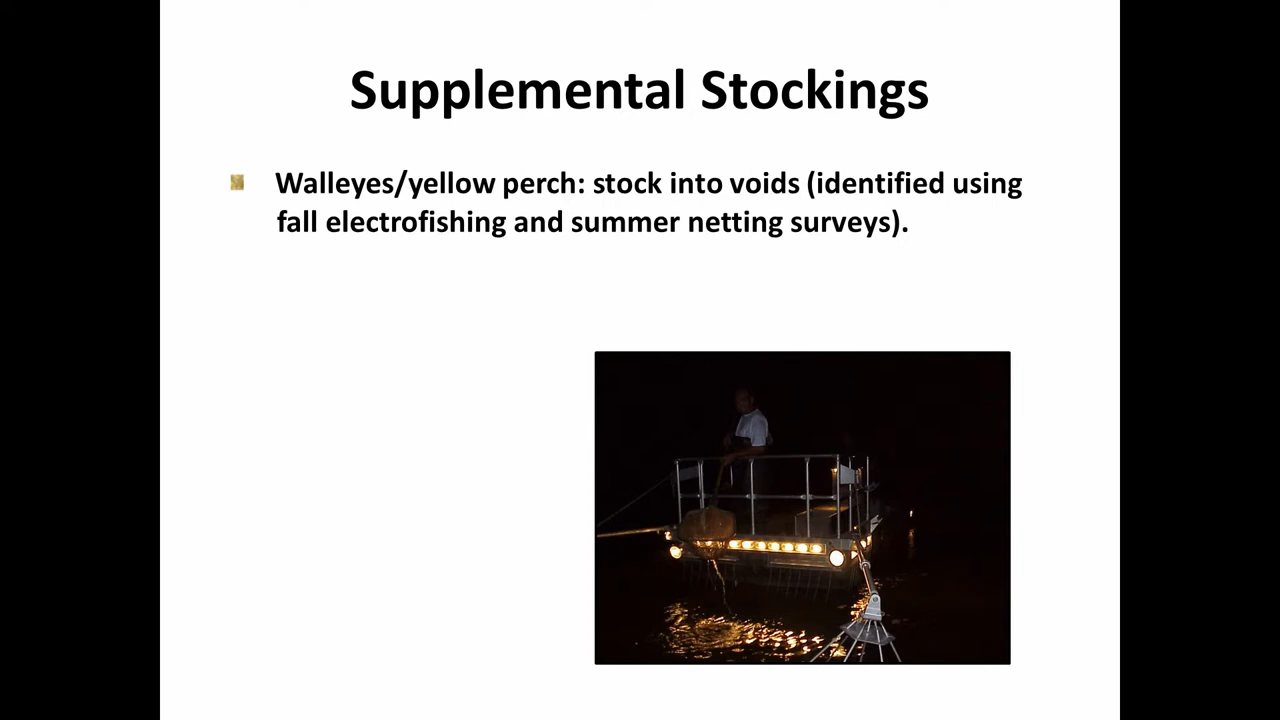 Supplemental Stockings
Walleyes/yellow perch: stock into voids (identified using
fall electrofishing and summer netting surveys).